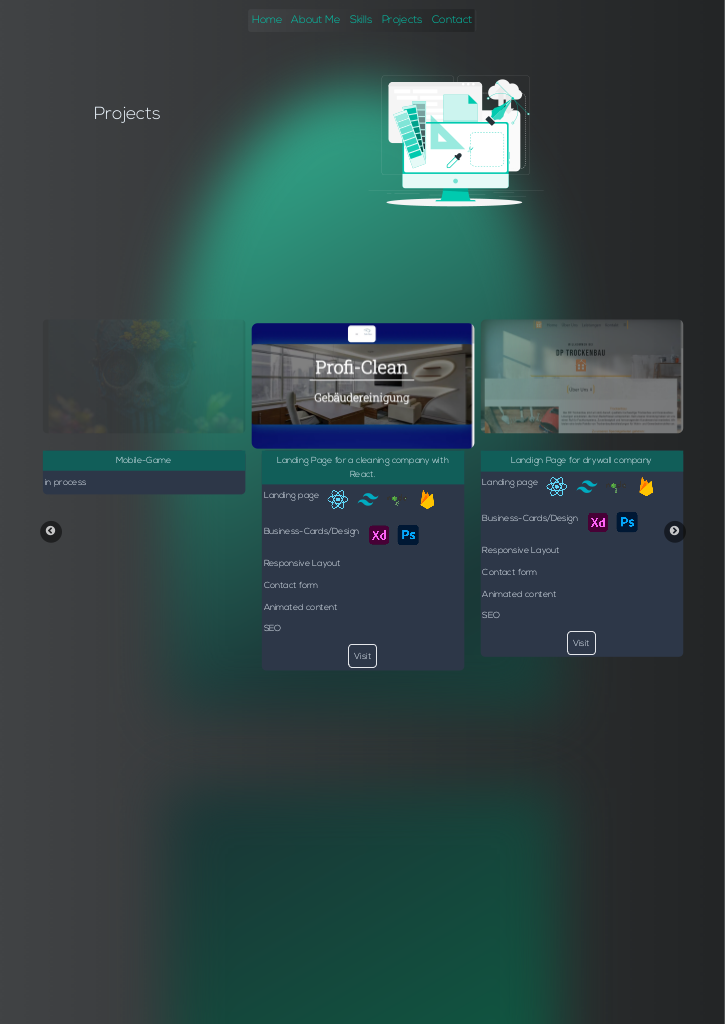 Home About Me Skills Projects Contact
Projects
Profi-Clean
Gebäudereinigung
DP TROCKENBAU
Mobile-Game
in process
Landing Page for a cleaning company with
React.
Landing page
Business-Cards/Design
Xd Ps
Responsive Layout
Contact form
Animated content
SEO
Visit
Landign Page for drywall company
Landing page
Business-Cards/Design
Xd Ps
Responsive Layout
Contact form
Animated content
SEO
Visit